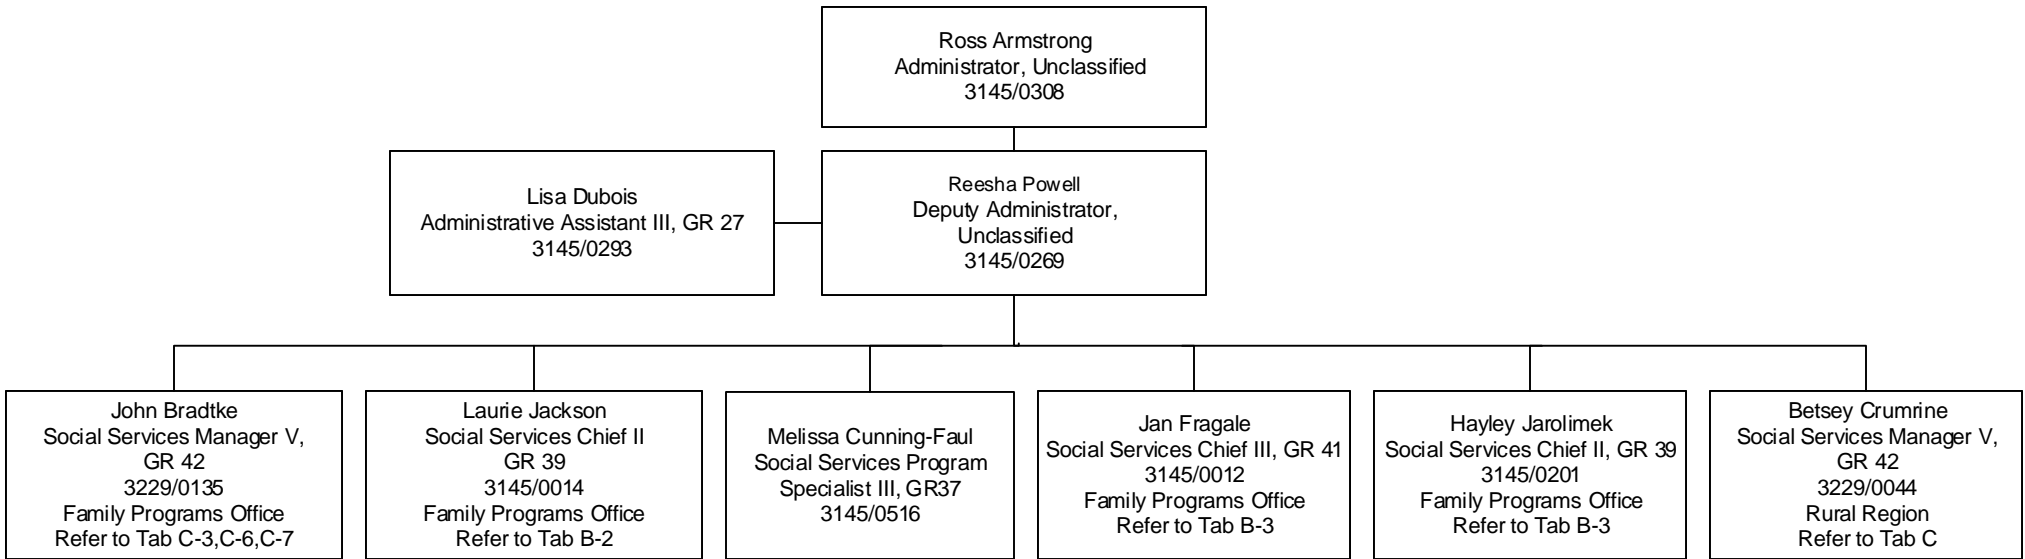 Ross Armstrong
Administrator, Unclassified
3145/0308
Lisa Dubois
Administrative Assistant III, GR 27
3145/0293
Reesha Powell
Deputy Administrator,
Unclassified
3145/0269
John Bradtke
Social Services Manager V,
GR 42
3229/0135
Family Programs Office
Refer to Tab C-3,C-6,C-7
Laurie Jackson
Social Services Chief II
GR 39
3145/0014
Family Programs Office
Refer to Tab B-2
Melissa Cunning-Faul
Social Services Program
Specialist III, GR37
3145/0516
Jan Fragale
Social Services Chief III, GR 41
3145/0012
Family Programs Office
Refer to Tab B-3
Hayley Jarolimek
Social Services Chief II, GR 39
3145/0201
Family Programs Office
Refer to Tab B-3
Betsey Crumrine
Social Services Manager V,
GR 42
3229/0044
Rural Region
Refer to Tab C